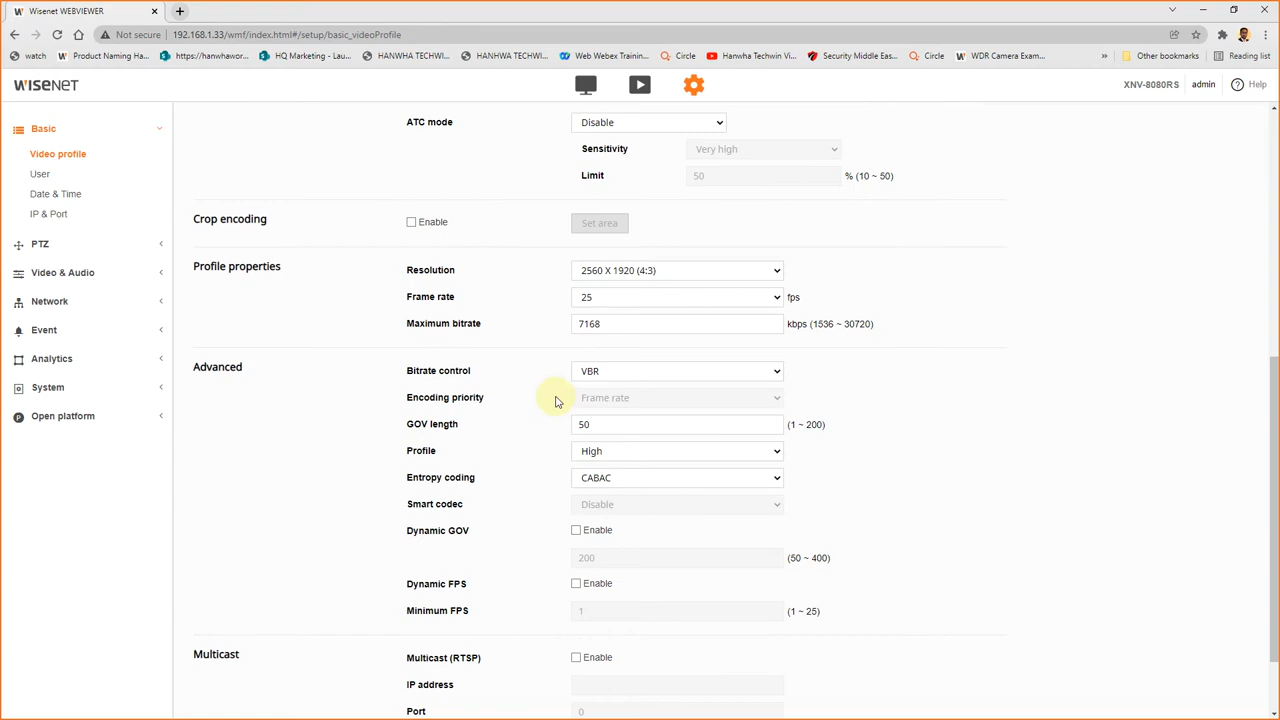 Wisenet WEBVIEWER
Not secure 192.168.1.33/wmf/index.html#/setup/basic_videoProfile
watch Product Naming Ha... https://hanwhawor... HQ Marketing - Lau... HANWHA TECHWI... HANHWA TECHWI... Web Webex Training... Circle Hanwha Techwin Vi... Security Middle Eas... Circle WDR Camera Exam... » Other bookmarks Reading list
WISENET XNV-8080RS admin Help
Basic
Video profile
User
Date & Time
IP & Port
PTZ
Video & Audio
Network
Event
Analytics
System
Open platform
ATC mode Disable
Sensitivity Very high
Limit 50 % (10 ~ 50)
Crop encoding Enable Set area
Profile properties Resolution 2560 X 1920 (4:3)
Frame rate 25 fps
Maximum bitrate 7168 kbps (1536 ~ 30720)
Advanced Bitrate control VBR
Encoding priority Frame rate
GOV length 50 (1 ~ 200)
Profile High
Entropy coding CABAC
Smart codec Disable
Dynamic GOV Enable
200 (50 ~ 400)
Dynamic FPS Enable
Minimum FPS 1 (1 ~ 25)
Multicast Multicast (RTSP) Enable
IP address
Port 0